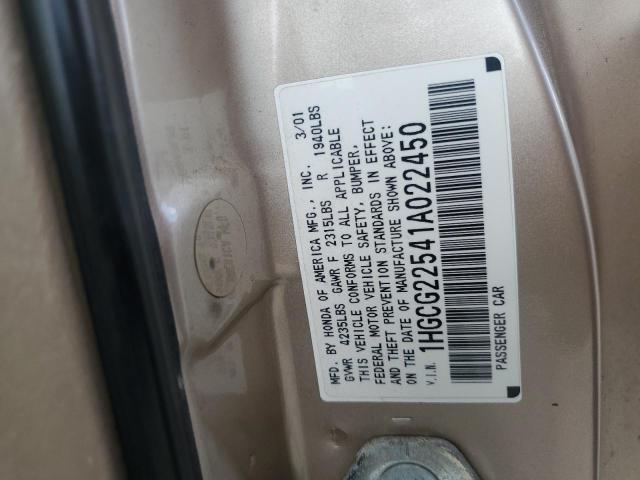 MFD. BY HONDA OF AMERICA MFG., INC. 3/01
GVWR 4235LBS GAWR F 2315LBS R 1940LBS
THIS VEHICLE CONFORMS TO ALL APPLICABLE
FEDERAL MOTOR VEHICLE SAFETY, BUMPER,
AND THEFT PREVENTION STANDARDS IN EFFECT
ON THE DATE OF MANUFACTURE SHOWN ABOVE:
V.I.N. 1HGCG22541A022450
PASSENGER CAR